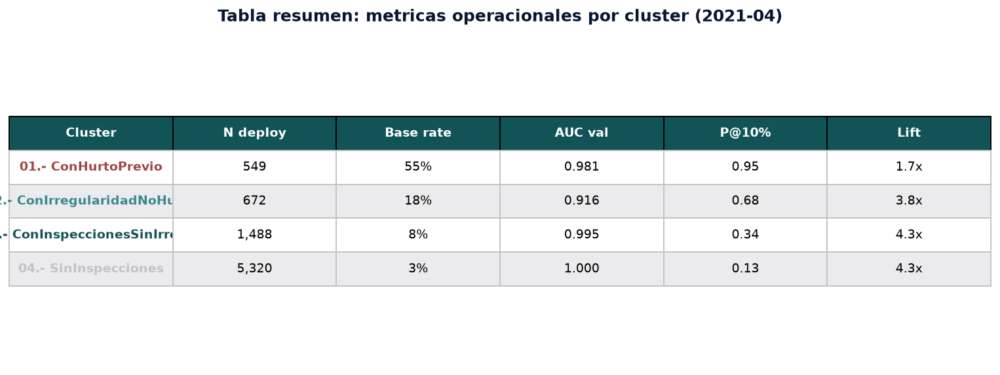 Tabla resumen: metricas operacionales por cluster (2021-04)
Cluster N deploy Base rate AUC val P@10% Lift
01.- ConHurtoPrevio 549 55% 0.981 0.95 1.7x
2.- ConIrregularidadNoHu 672 18% 0.916 0.68 3.8x
.- ConInspeccionesSinIrre 1,488 8% 0.995 0.34 4.3x
04.- SinInspecciones 5,320 3% 1.000 0.13 4.3x